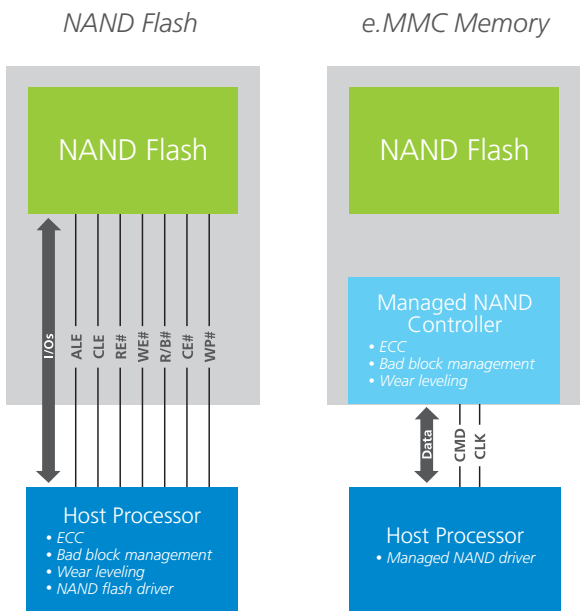 NAND Flash
NAND Flash
I/Os
ALE
CLE
RE#
WE#
R/B#
CE#
WP#
Host Processor
• ECC
• Bad block management
• Wear leveling
• NAND flash driver
e.MMC Memory
NAND Flash
Managed NAND
Controller
• ECC
• Bad block management
• Wear leveling
Data
CMD
CLK
Host Processor
• Managed NAND driver